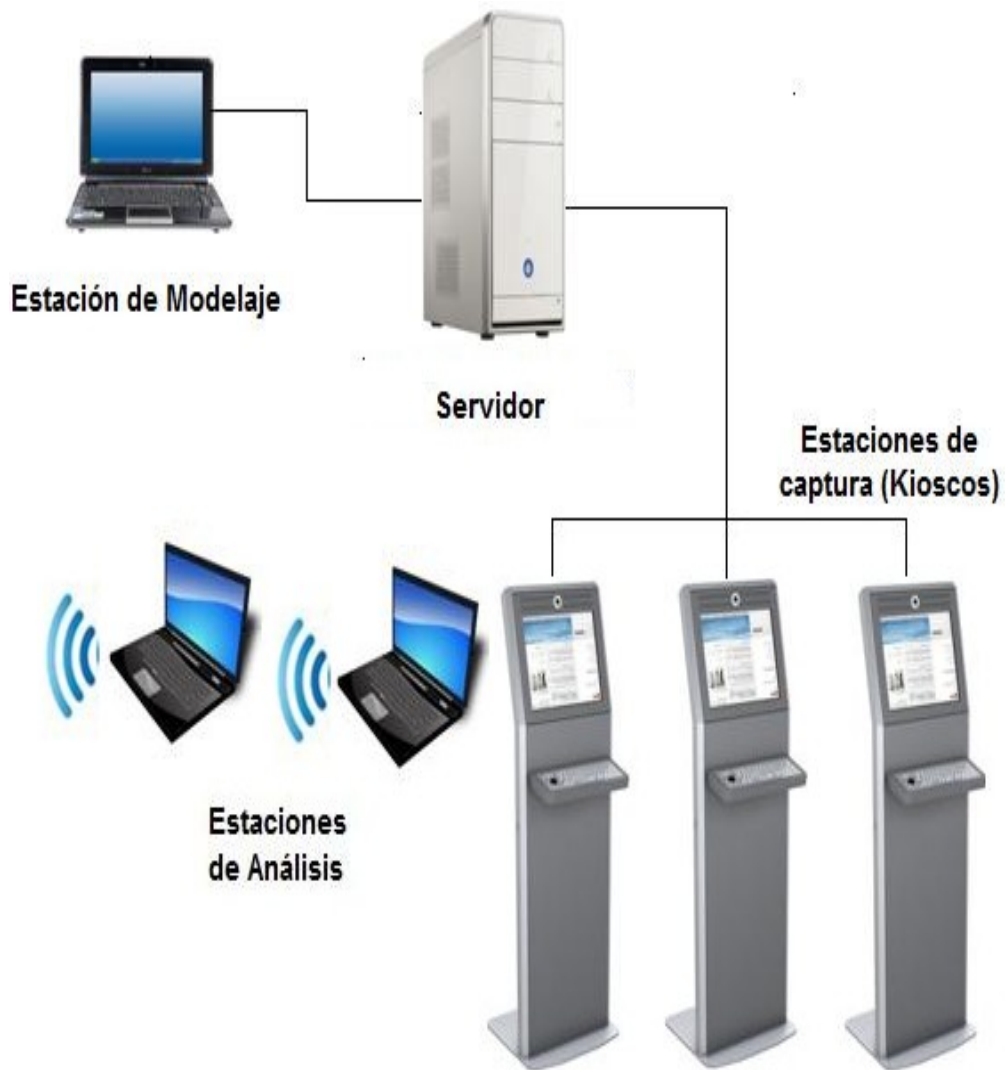 Estación de Modelaje
Servidor
Estaciones de
captura (Kioscos)
Estaciones
de Análisis